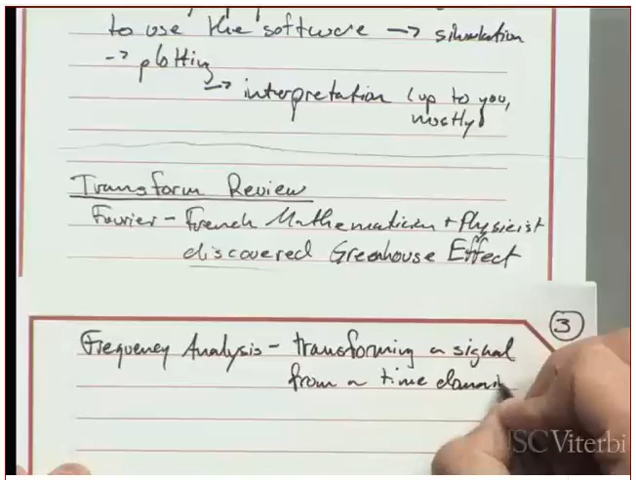 to use the software → simulation
→ plotting
↳ interpretation (up to you,
mostly)
Transform Review
Fourier - French Mathematician + Physicist
discovered Greenhouse Effect
3
Frequency Analysis - transforming a signal
from a time domain
USC Viterbi